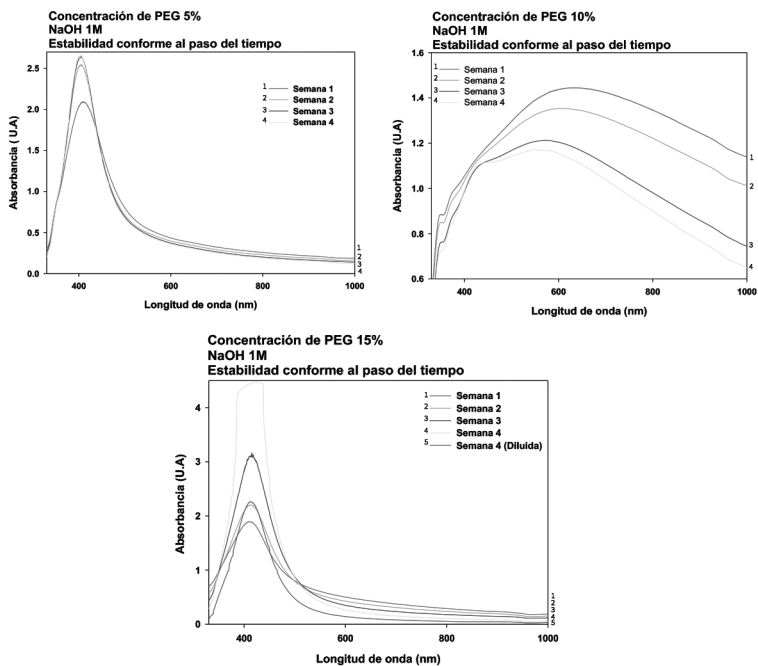 Concentración de PEG 5%
NaOH 1M
Estabilidad conforme al paso del tiempo
Absorbancia ( U.A)
2.5
2.0
1.5
1.0
0.5
0.0
1 Semana 1
2 Semana 2
3 Semana 3
4 Semana 4
1
2
3
4
400 600 800 1000
Longitud de onda (nm)
Concentración de PEG 10%
NaOH 1M
Estabilidad conforme al paso del tiempo
Absorbancia (U.A)
1.6
1.4
1.2
1.0
0.8
0.6
1 Semana 1
2 Semana 2
3 Semana 3
4 Semana 4
1
2
3
4
400 600 800 1000
Longitud de onda (nm)
Concentración de PEG 15%
NaOH 1M
Estabilidad conforme al paso del tiempo
Absorbancia (U.A)
4
3
2
1
0
1 Semana 1
2 Semana 2
3 Semana 3
4 Semana 4
5 Semana 4 (Diluida)
1
2
3
4
5
400 600 800 1000
Longitud de onda (nm)